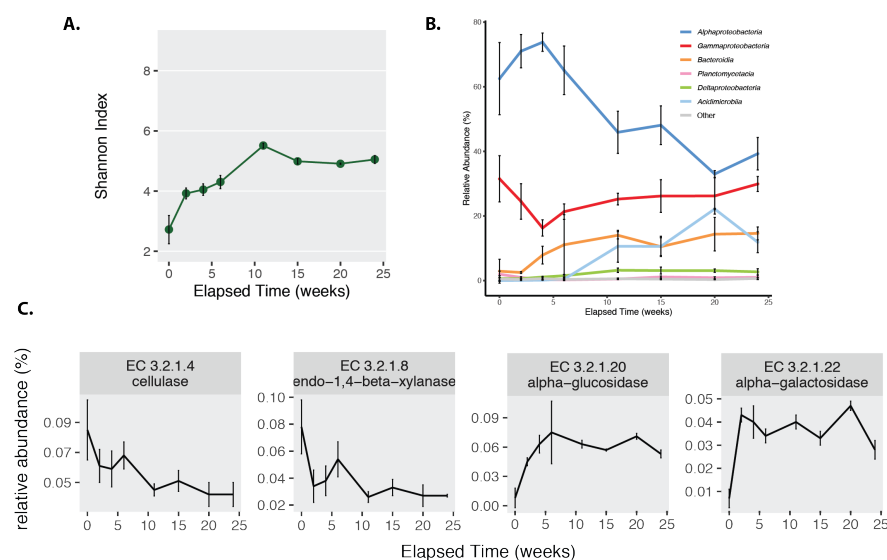 A.
Shannon Index
8
6
4
2
0 5 10 15 20 25
Elapsed Time (weeks)
B.
Relative Abundance (%)
80
60
40
20
0
0 5 10 15 20 25
Elapsed Time (weeks)
Alphaproteobacteria
Gammaproteobacteria
Bacteroidia
Planctomycetacia
Deltaproteobacteria
Acidimicrobiia
Other
C.
relative abundance (%)
EC 3.2.1.4
cellulase
0.09
0.07
0.05
0 5 10 15 20 25
EC 3.2.1.8
endo−1,4−beta−xylanase
0.10
0.08
0.06
0.04
0.02
0 5 10 15 20 25
EC 3.2.1.20
alpha−glucosidase
0.09
0.06
0.03
0.00
0 5 10 15 20 25
EC 3.2.1.22
alpha−galactosidase
0.05
0.04
0.03
0.02
0.01
0 5 10 15 20 25
Elapsed Time (weeks)